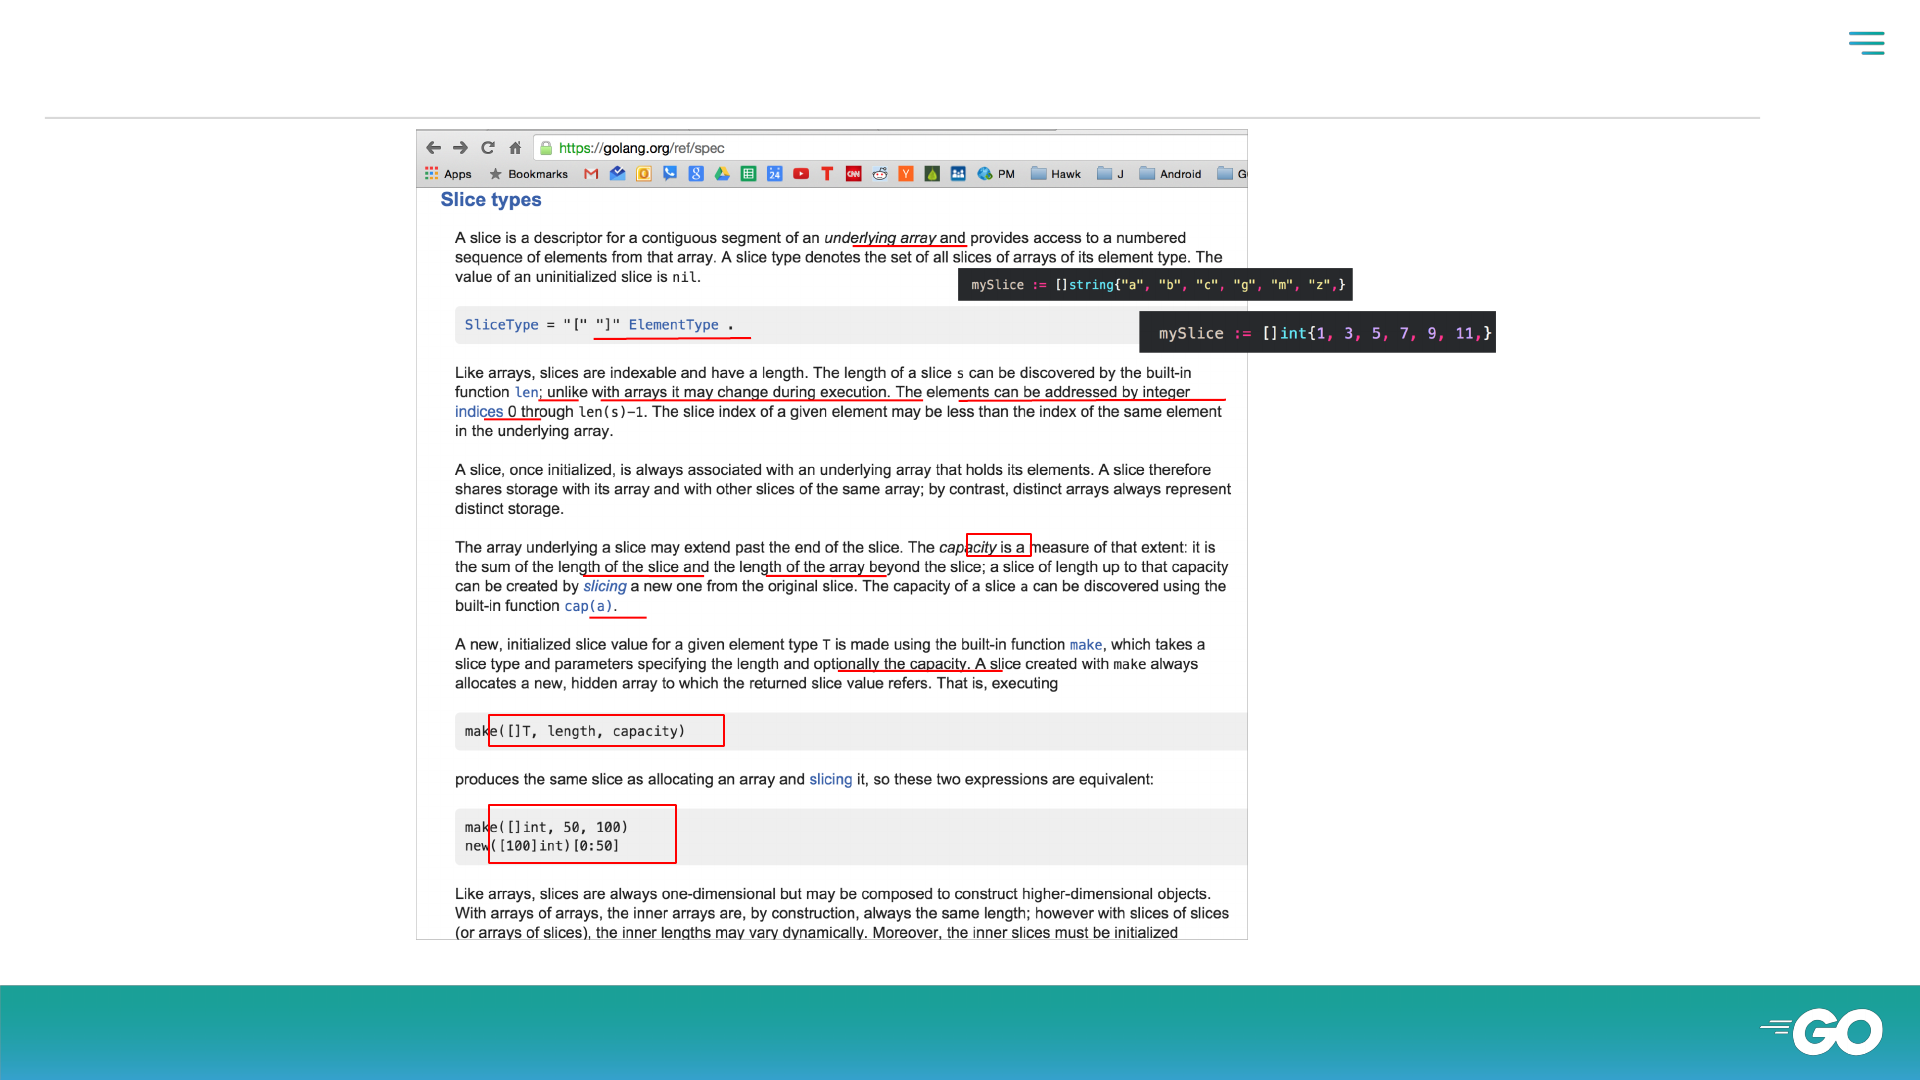 https://golang.org/ref/spec
Apps Bookmarks 24 CNN PM Hawk J Android
Slice types
A slice is a descriptor for a contiguous segment of an underlying array and provides access to a numbered
sequence of elements from that array. A slice type denotes the set of all slices of arrays of its element type. The
value of an uninitialized slice is nil.
mySlice := []string{"a", "b", "c", "g", "m", "z",}
SliceType = "[" "]" ElementType .
mySlice := []int{1, 3, 5, 7, 9, 11,}
Like arrays, slices are indexable and have a length. The length of a slice s can be discovered by the built-in
function len; unlike with arrays it may change during execution. The elements can be addressed by integer
indices 0 through len(s)-1. The slice index of a given element may be less than the index of the same element
in the underlying array.
A slice, once initialized, is always associated with an underlying array that holds its elements. A slice therefore
shares storage with its array and with other slices of the same array; by contrast, distinct arrays always represent
distinct storage.
The array underlying a slice may extend past the end of the slice. The capacity is a measure of that extent: it is
the sum of the length of the slice and the length of the array beyond the slice; a slice of length up to that capacity
can be created by slicing a new one from the original slice. The capacity of a slice a can be discovered using the
built-in function cap(a).
A new, initialized slice value for a given element type T is made using the built-in function make, which takes a
slice type and parameters specifying the length and optionally the capacity. A slice created with make always
allocates a new, hidden array to which the returned slice value refers. That is, executing
make([]T, length, capacity)
produces the same slice as allocating an array and slicing it, so these two expressions are equivalent:
make([]int, 50, 100)
new([100]int)[0:50]
Like arrays, slices are always one-dimensional but may be composed to construct higher-dimensional objects.
With arrays of arrays, the inner arrays are, by construction, always the same length; however with slices of slices
(or arrays of slices), the inner lengths may vary dynamically. Moreover, the inner slices must be initialized
GO